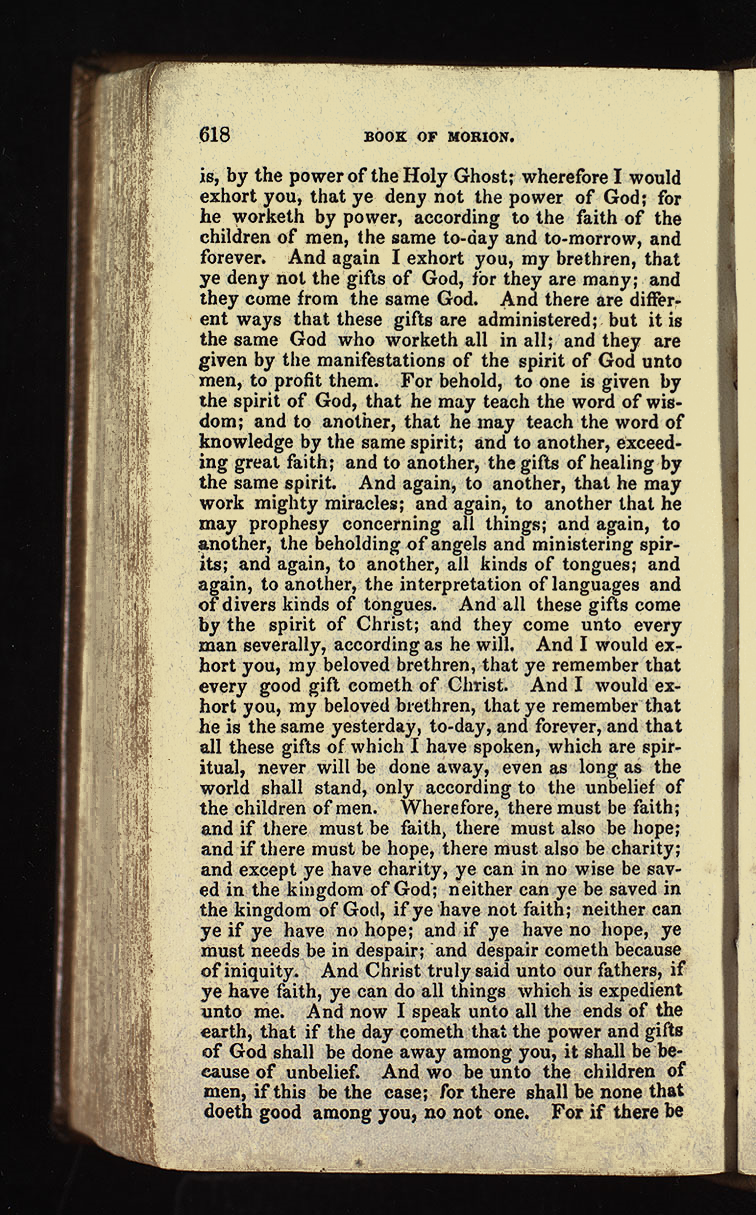 618 BOOK OF MORION.
is, by the power of the Holy Ghost; wherefore I would
exhort you, that ye deny not the power of God; for
he worketh by power, according to the faith of the
children of men, the same to-day and to-morrow, and
forever. And again I exhort you, my brethren, that
ye deny not the gifts of God, for they are many; and
they come from the same God. And there are differ-
ent ways that these gifts are administered; but it is
the same God who worketh all in all; and they are
given by the manifestations of the spirit of God unto
men, to profit them. For behold, to one is given by
the spirit of God, that he may teach the word of wis-
dom; and to another, that he may teach the word of
knowledge by the same spirit; and to another, exceed-
ing great faith; and to another, the gifts of healing by
the same spirit. And again, to another, that he may
work mighty miracles; and again, to another that he
may prophesy concerning all things; and again, to
another, the beholding of angels and ministering spir-
its; and again, to another, all kinds of tongues; and
again, to another, the interpretation of languages and
of divers kinds of tongues. And all these gifts come
by the spirit of Christ; and they come unto every
man severally, according as he will. And I would ex-
hort you, my beloved brethren, that ye remember that
every good gift cometh of Christ. And I would ex-
hort you, my beloved brethren, that ye remember that
he is the same yesterday, to-day, and forever, and that
all these gifts of which I have spoken, which are spir-
itual, never will be done away, even as long as the
world shall stand, only according to the unbelief of
the children of men. Wherefore, there must be faith;
and if there must be faith, there must also be hope;
and if there must be hope, there must also be charity;
and except ye have charity, ye can in no wise be sav-
ed in the kingdom of God; neither can ye be saved in
the kingdom of God, if ye have not faith; neither can
ye if ye have no hope; and if ye have no hope, ye
must needs be in despair; and despair cometh because
of iniquity. And Christ truly said unto our fathers, if
ye have faith, ye can do all things which is expedient
unto me. And now I speak unto all the ends of the
earth, that if the day cometh that the power and gifts
of God shall be done away among you, it shall be be-
cause of unbelief. And wo be unto the children of
men, if this be the case; for there shall be none that
doeth good among you, no not one. For if there be